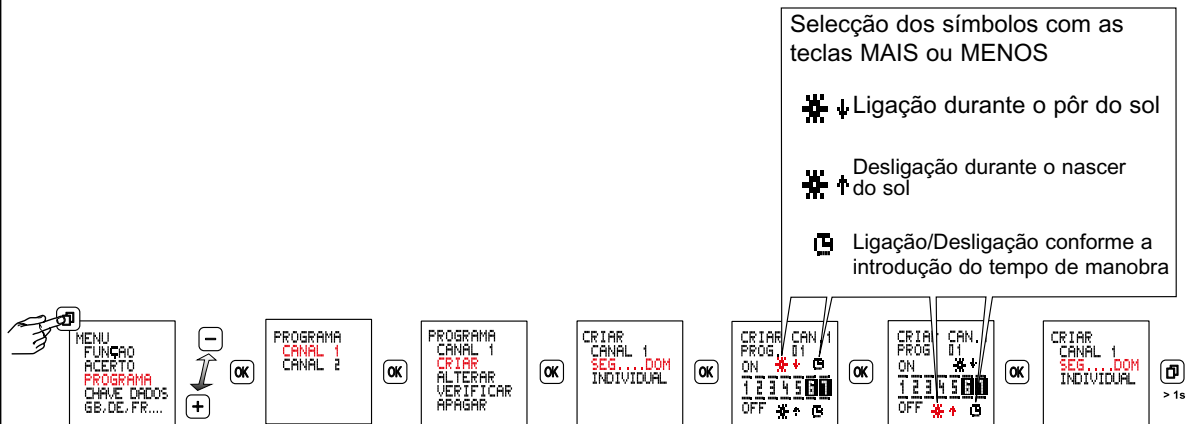 Selecção dos símbolos com as
teclas MAIS ou MENOS
Ligação durante o pôr do sol
Desligação durante o nascer
do sol
Ligação/Desligação conforme a
introdução do tempo de manobra
MENU
FUNÇAO
ACERTO
PROGRAMA
CHAVE DADOS
GB,DE,FR....
OK
PROGRAMA
CANAL 1
CANAL 2
OK
PROGRAMA
CANAL 1
CRIAR
ALTERAR
VERIFICAR
APAGAR
OK
CRIAR
CANAL 1
SEG....DOM
INDIVIDUAL
OK
CRIAR CAN.1
PROG. 01
ON
1 2 3 4 5 6 7
OFF
OK
CRIAR CAN.
PROG 01
ON
1 2 3 4 5 6 7
OFF
OK
CRIAR
CANAL 1
SEG....DOM
INDIVIDUAL
> 1s